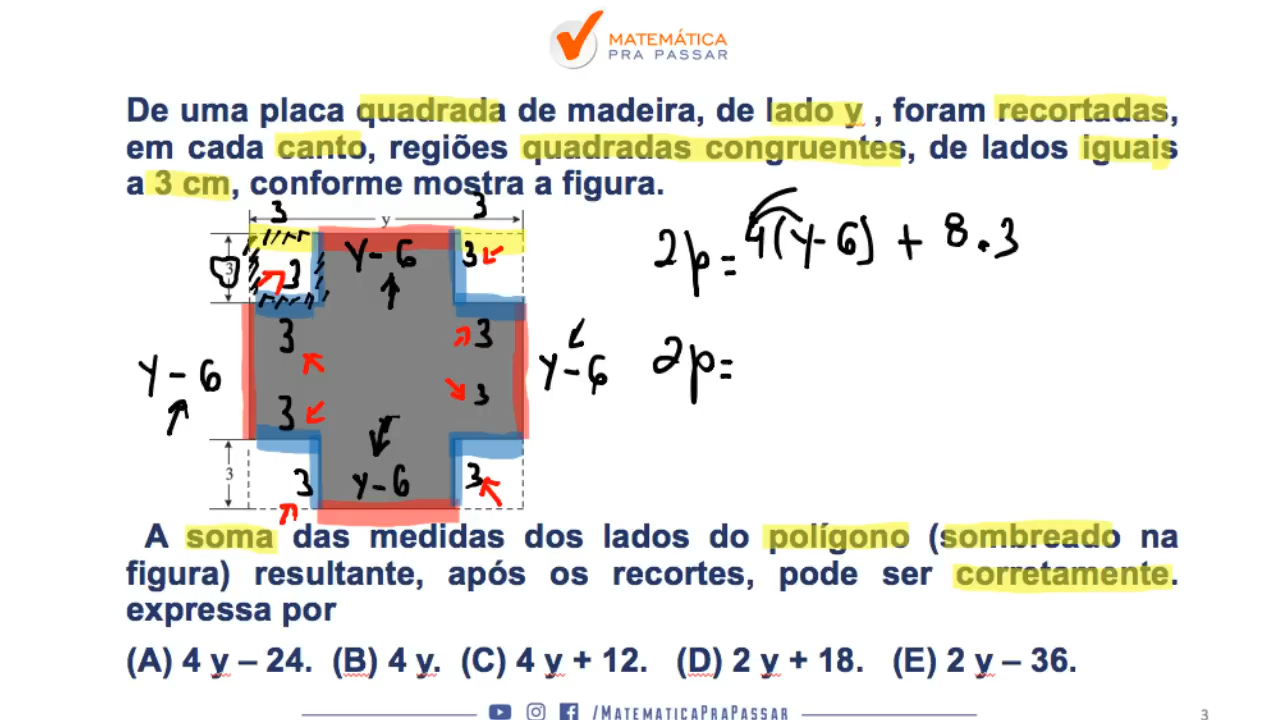 MATEMÁTICA
PRA PASSAR
De uma placa quadrada de madeira, de lado y , foram recortadas,
em cada canto, regiões quadradas congruentes, de lados iguais
a 3 cm, conforme mostra a figura.
3 3
y
3 3 y-6 3
2p= 4(y-6) + 8.3
3 3
y-6 y-6
2p=
3 3
3 3 y-6 3
A soma das medidas dos lados do polígono (sombreado na
figura) resultante, após os recortes, pode ser corretamente.
expressa por
(A) 4 y – 24. (B) 4 y. (C) 4 y + 12. (D) 2 y + 18. (E) 2 y – 36.
/MatematicaPraPassar
3